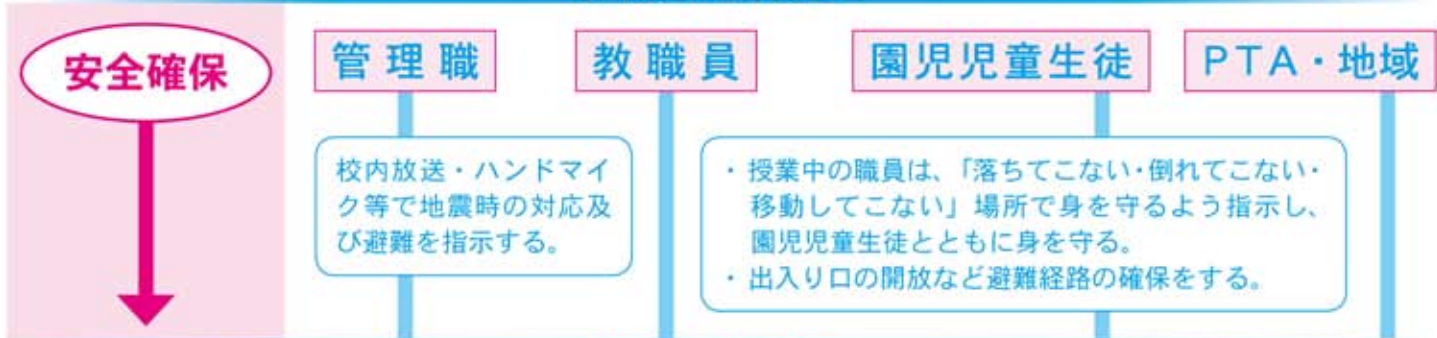 安全確保
管理職
教職員
園児児童生徒
PTA・地域
校内放送・ハンドマイ
ク等で地震時の対応及
び避難を指示する。
・授業中の職員は、「落ちてこない・倒れてこない・
移動してこない」場所で身を守るよう指示し、
園児児童生徒とともに身を守る。
・出入り口の開放など避難経路の確保をする。